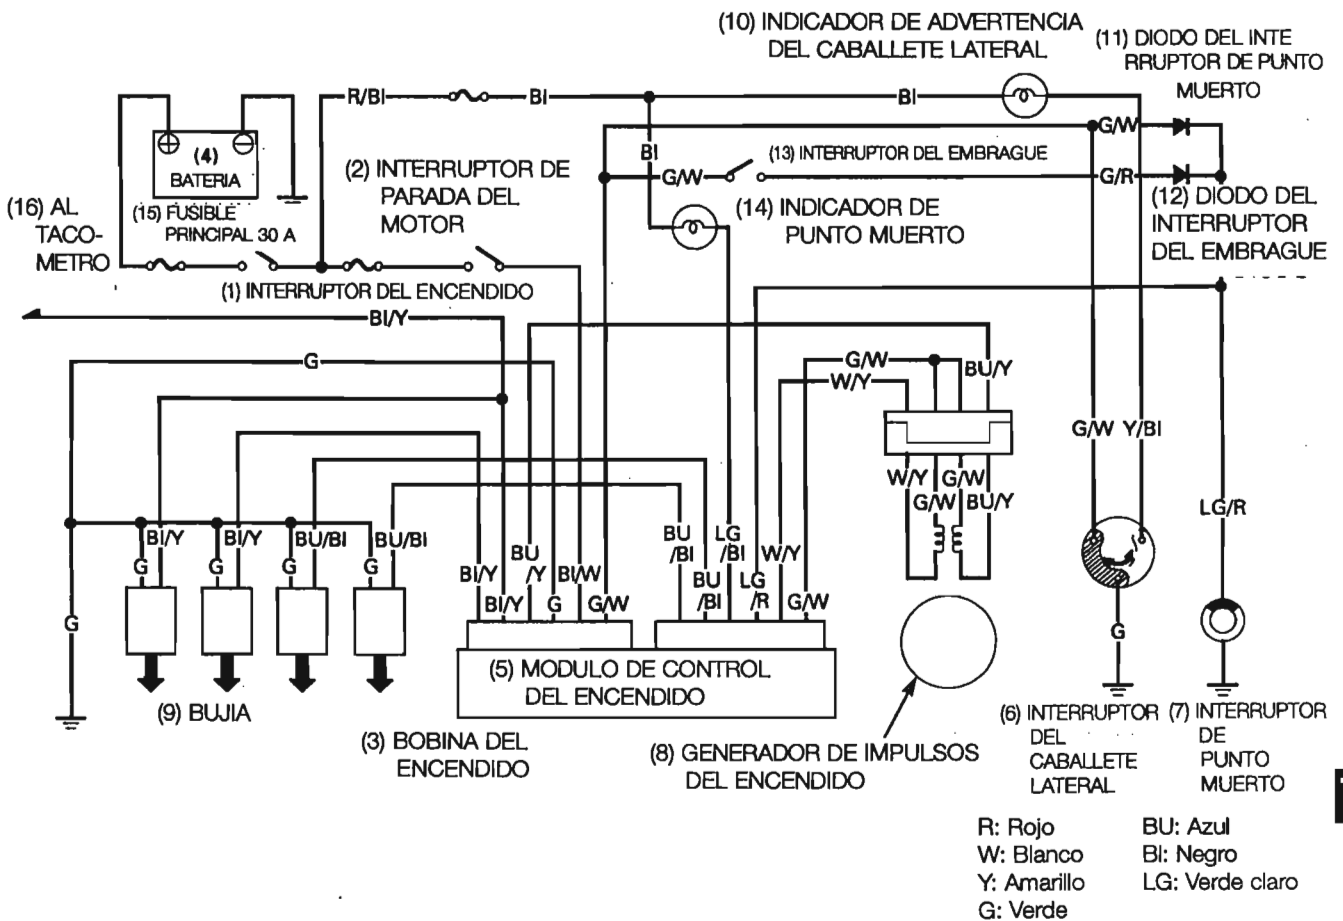 (10) INDICADOR DE ADVERTENCIA
DEL CABALLETE LATERAL
(11) DIODO DEL INTE
RRUPTOR DE PUNTO
MUERTO
R/Bl
Bl
Bl
G/W
Bl
(4)
BATERIA
(2) INTERRUPTOR DE
PARADA DEL
MOTOR
(13) INTERRUPTOR DEL EMBRAGUE
G/W
G/R
(12) DIODO DEL
INTERRUPTOR
DEL EMBRAGUE
(16) AL
TACO-
METRO
(15) FUSIBLE
PRINCIPAL 30 A
(14) INDICADOR DE
PUNTO MUERTO
(1) INTERRUPTOR DEL ENCENDIDO
Bl/Y
G
G/W
W/Y
BU/Y
G/W
Y/Bl
W/Y
G/W
G/W
BU/Y
LG/R
Bl/Y
Bl/Y
BU/Bl
BU/Bl
G
G
G
G
G
Bl/Y
Bl/Y
BU
/Y
G
Bl/W
G/W
BU
/Bl
BU
/Bl
LG
/Bl
LG
/R
W/Y
G/W
G
(5) MODULO DE CONTROL
DEL ENCENDIDO
(9) BUJIA
(3) BOBINA DEL
ENCENDIDO
(8) GENERADOR DE IMPULSOS
DEL ENCENDIDO
(6) INTERRUPTOR
DEL
CABALLETE
LATERAL
(7) INTERRUPTOR
DE
PUNTO
MUERTO
R: Rojo
BU: Azul
W: Blanco
Bl: Negro
Y: Amarillo
LG: Verde claro
G: Verde